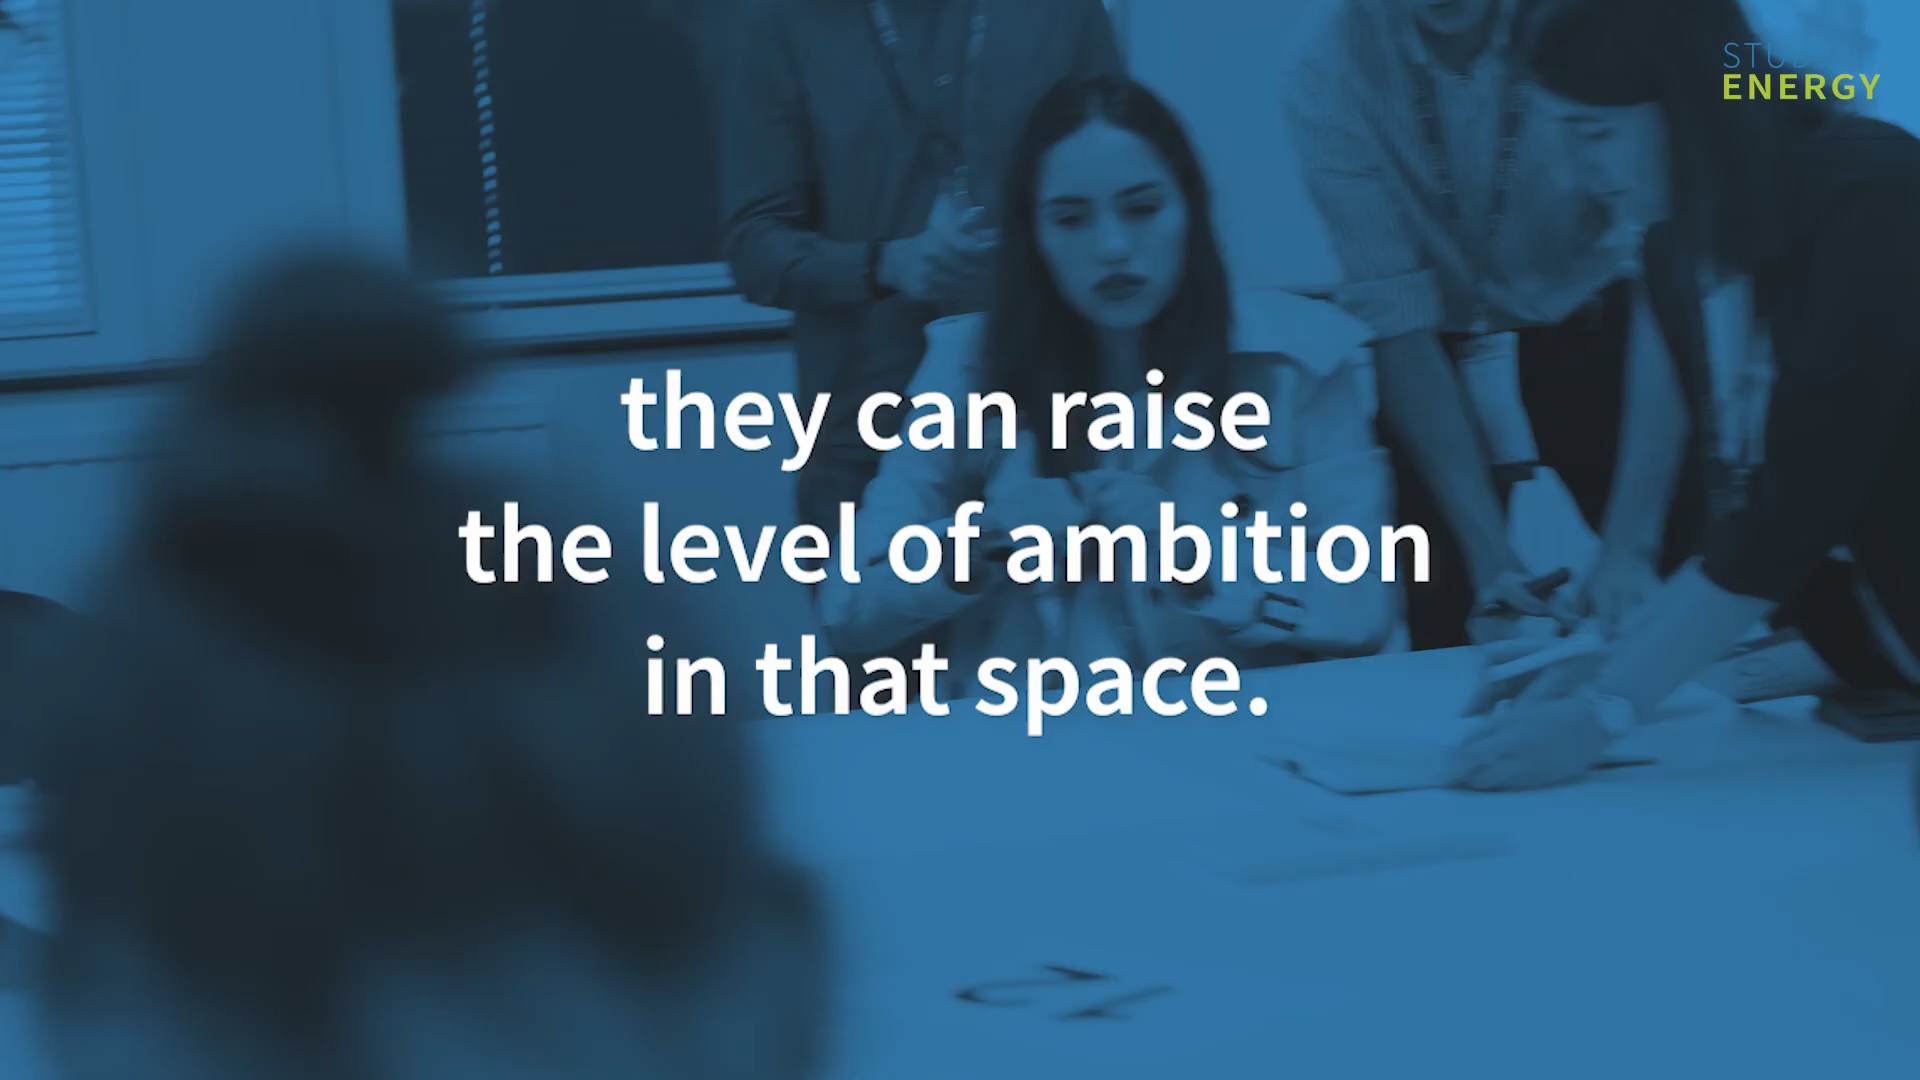 ENERGY
they can raise
the level of ambition
in that space.